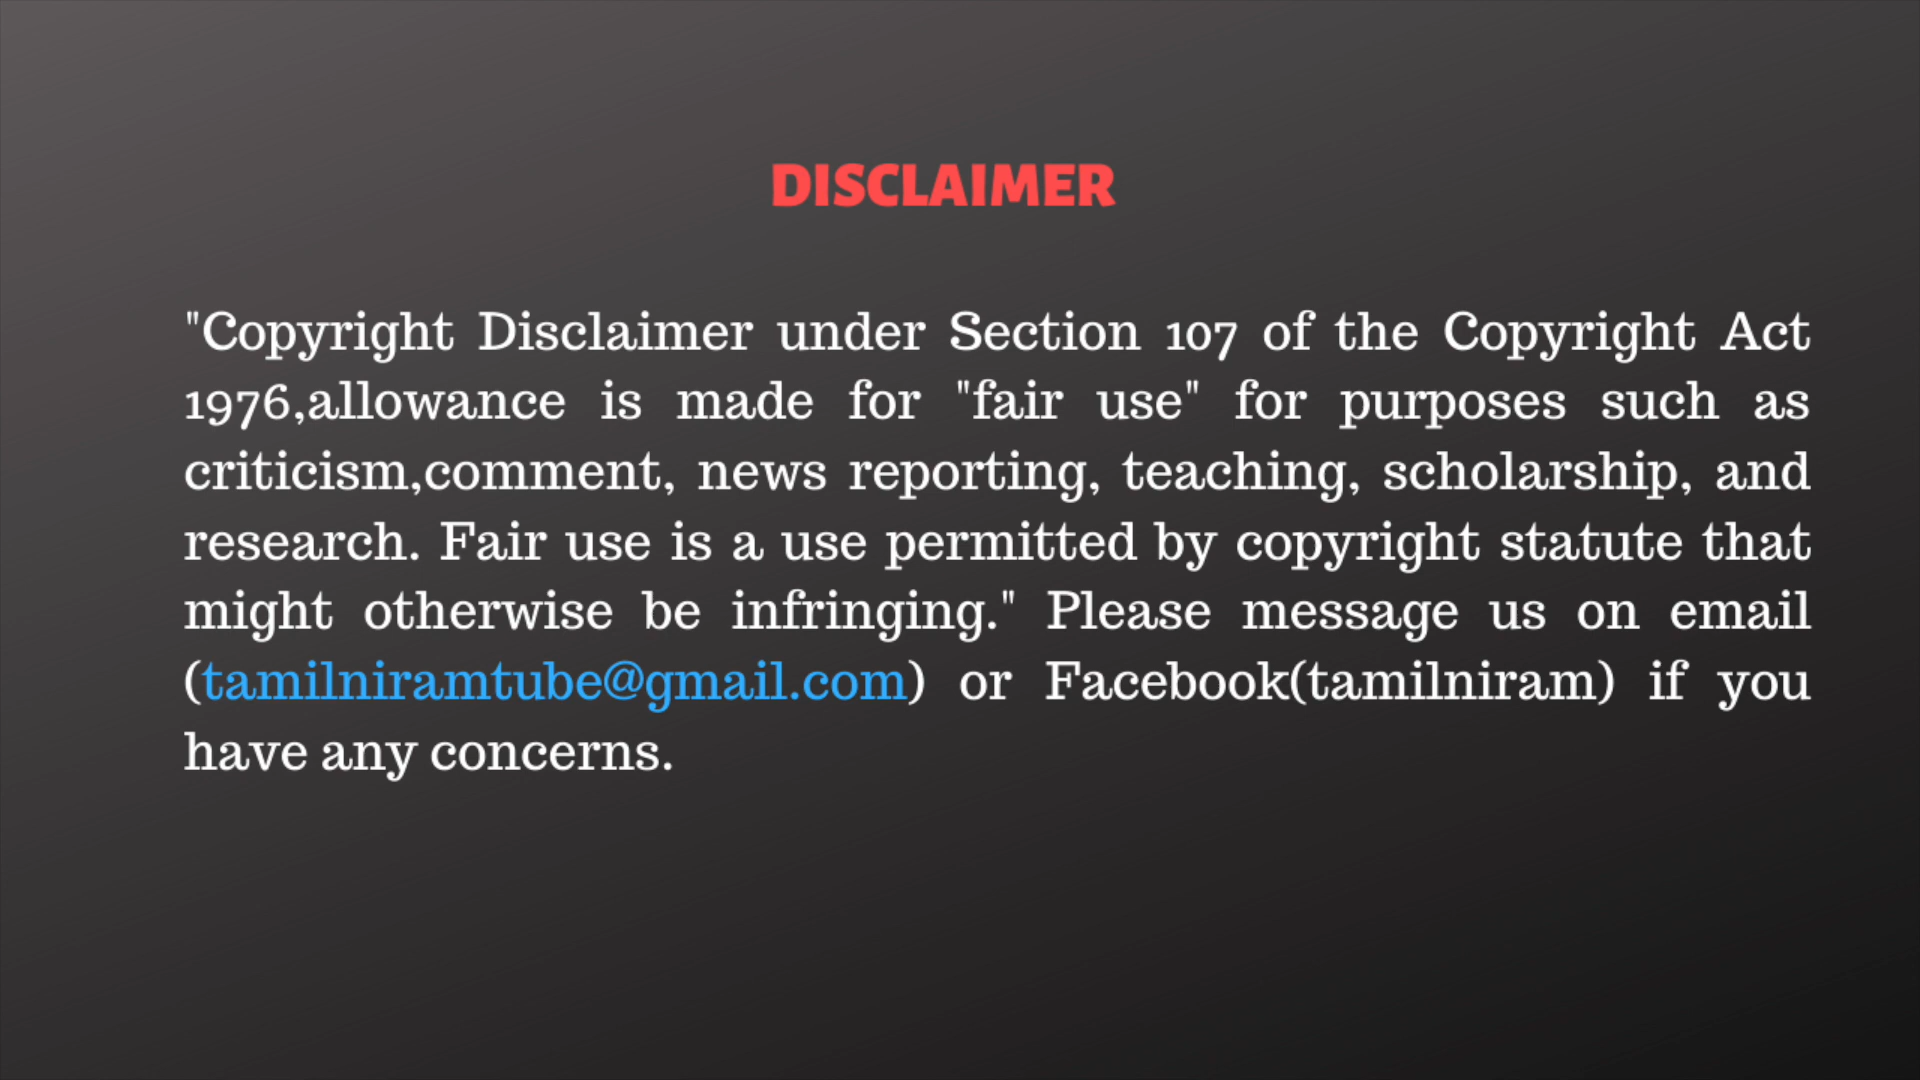 DISCLAIMER
"Copyright Disclaimer under Section 107 of the Copyright Act
1976,allowance is made for "fair use" for purposes such as
criticism,comment, news reporting, teaching, scholarship, and
research. Fair use is a use permitted by copyright statute that
might otherwise be infringing." Please message us on email
(tamilniramtube@gmail.com) or Facebook(tamilniram) if you
have any concerns.